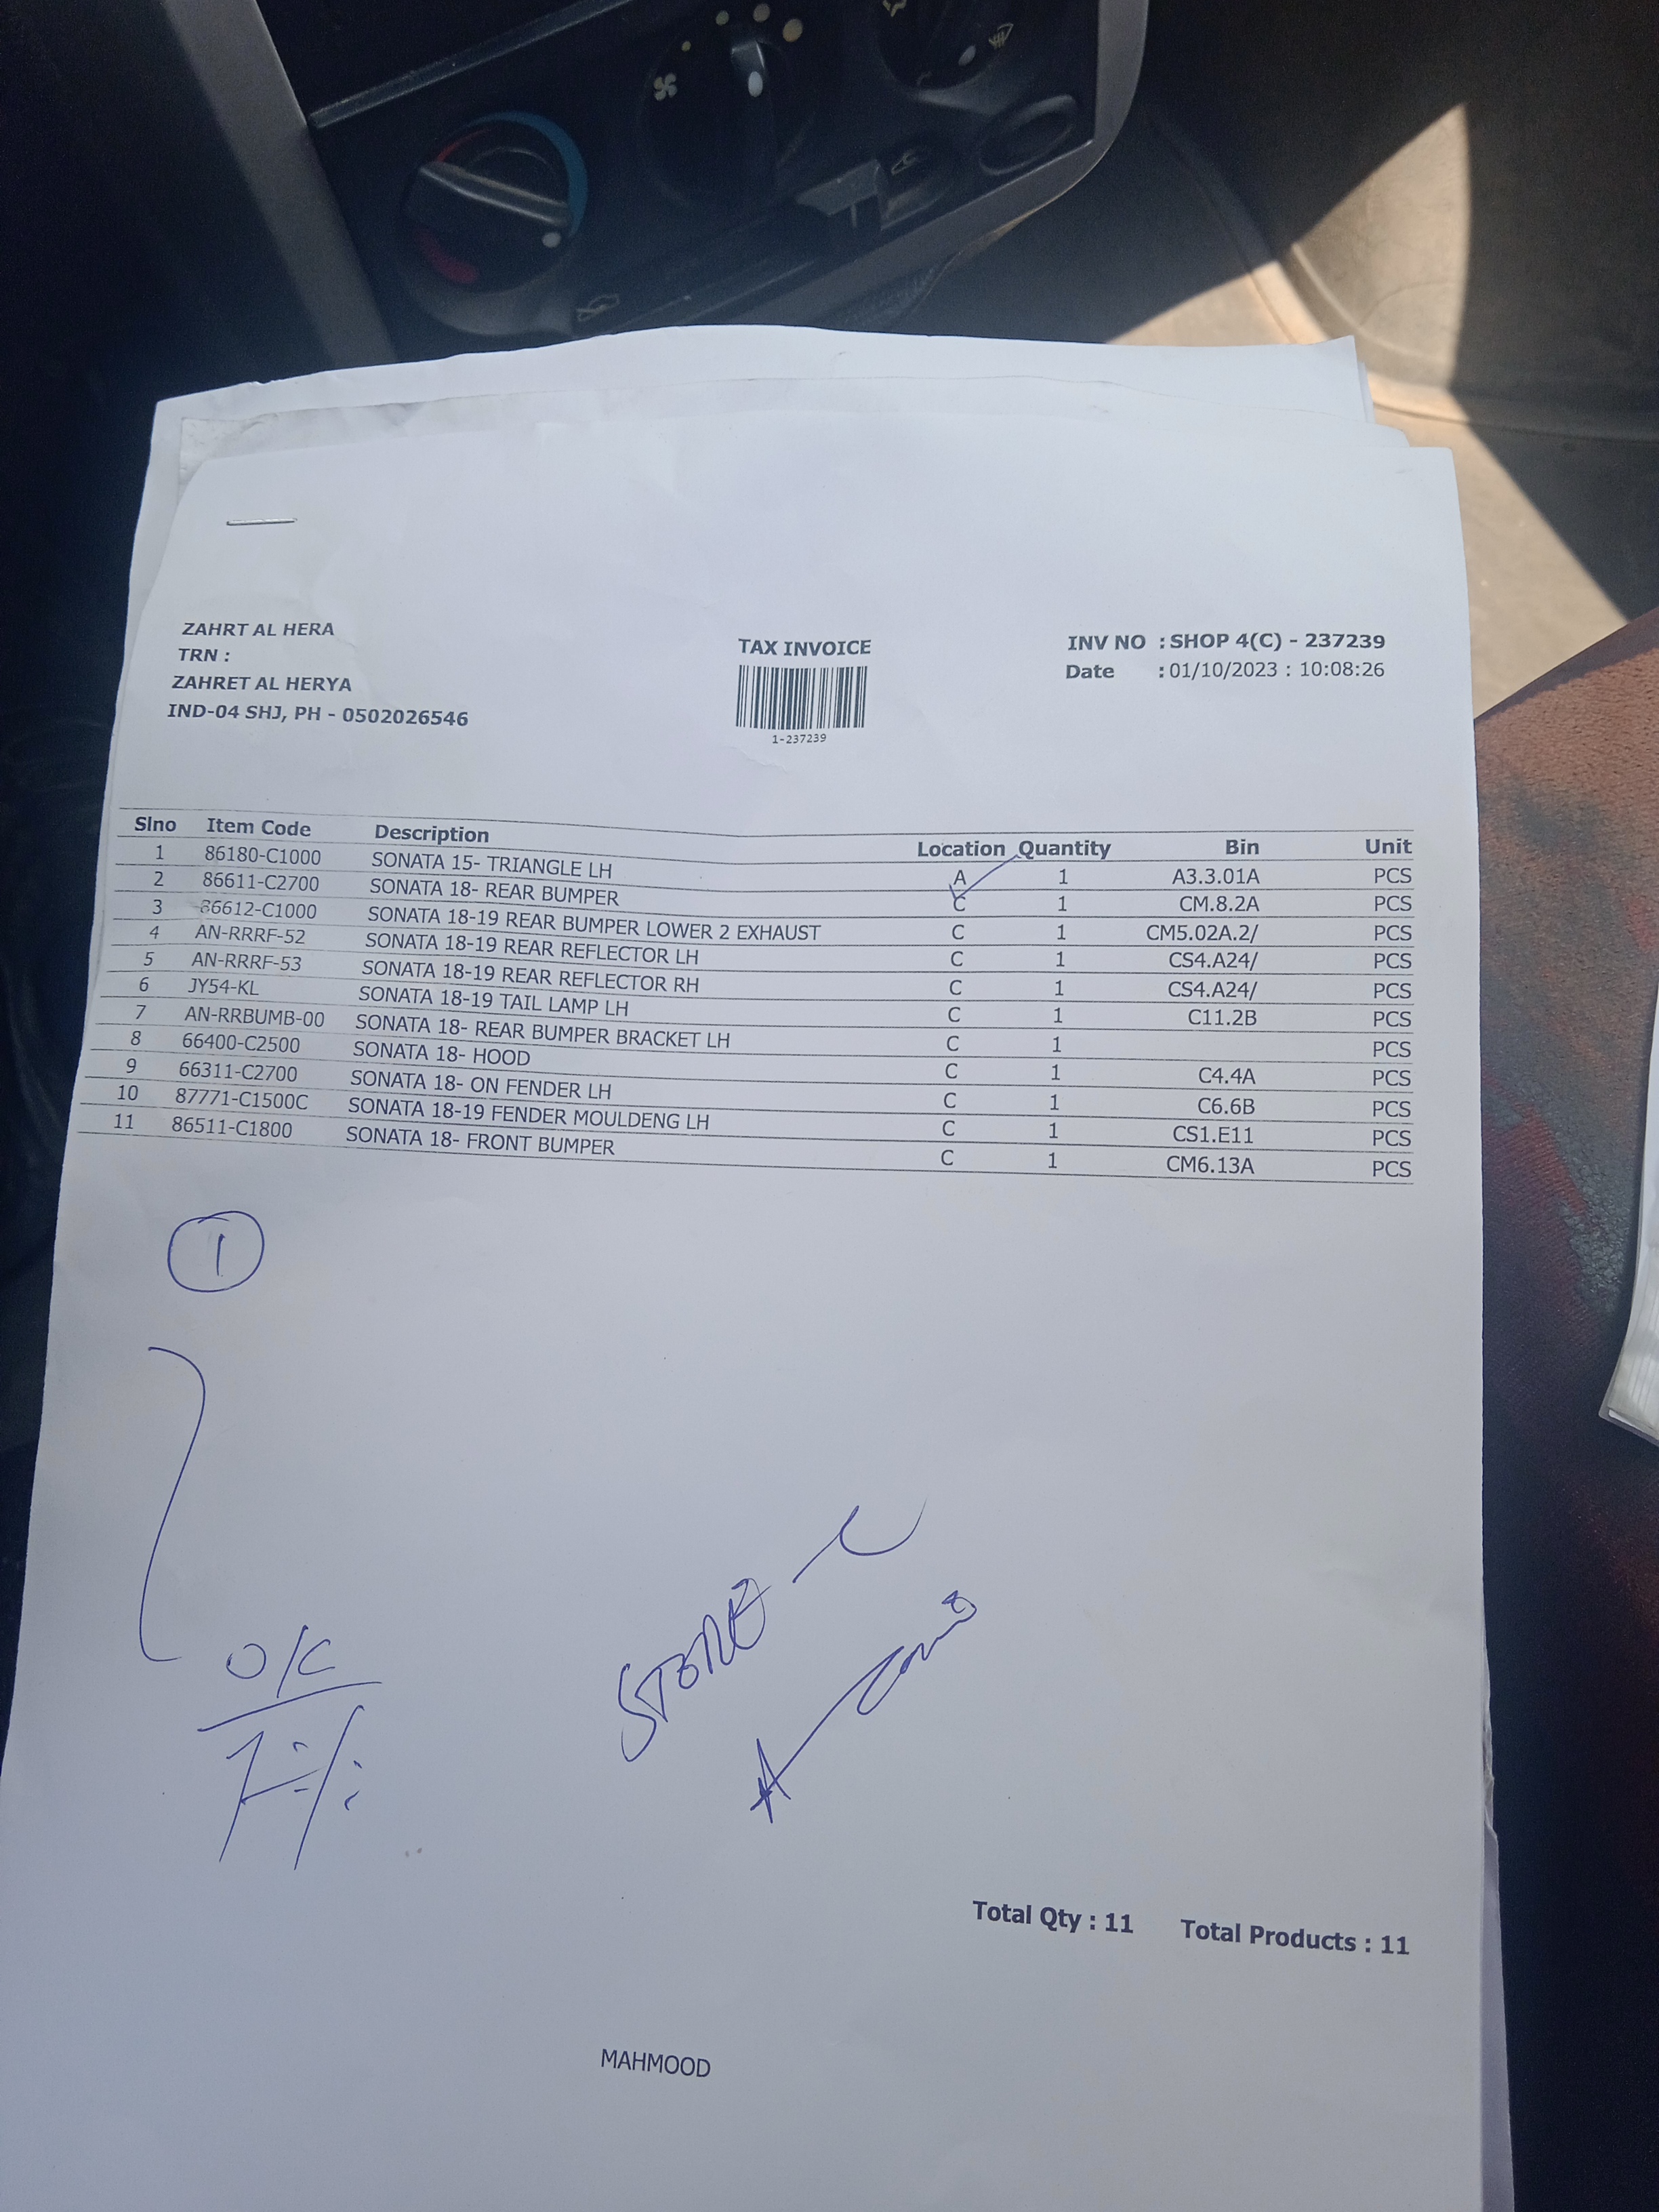 ZAHRT AL HERA
TRN :
ZAHRET AL HERYA
IND-04 SHJ, PH - 0502026546
TAX INVOICE
1-237239
INV NO : SHOP 4(C) - 237239
Date : 01/10/2023 : 10:08:26
Slno Item Code Description Location Quantity Bin Unit
1 86180-C1000 SONATA 15- TRIANGLE LH A 1 A3.3.01A PCS
2 86611-C2700 SONATA 18- REAR BUMPER C 1 CM.8.2A PCS
3 86612-C1000 SONATA 18-19 REAR BUMPER LOWER 2 EXHAUST C 1 CM5.02A.2/ PCS
4 AN-RRRF-52 SONATA 18-19 REAR REFLECTOR LH C 1 CS4.A24/ PCS
5 AN-RRRF-53 SONATA 18-19 REAR REFLECTOR RH C 1 CS4.A24/ PCS
6 JY54-KL SONATA 18-19 TAIL LAMP LH C 1 C11.2B PCS
7 AN-RRBUMB-00 SONATA 18- REAR BUMPER BRACKET LH C 1 PCS
8 66400-C2500 SONATA 18- HOOD C 1 C4.4A PCS
9 66311-C2700 SONATA 18- ON FENDER LH C 1 C6.6B PCS
10 87771-C1500C SONATA 18-19 FENDER MOULDENG LH C 1 CS1.E11 PCS
11 86511-C1800 SONATA 18- FRONT BUMPER C 1 CM6.13A PCS
1
STORE - C
O/C
A
Total Qty : 11 Total Products : 11
MAHMOOD